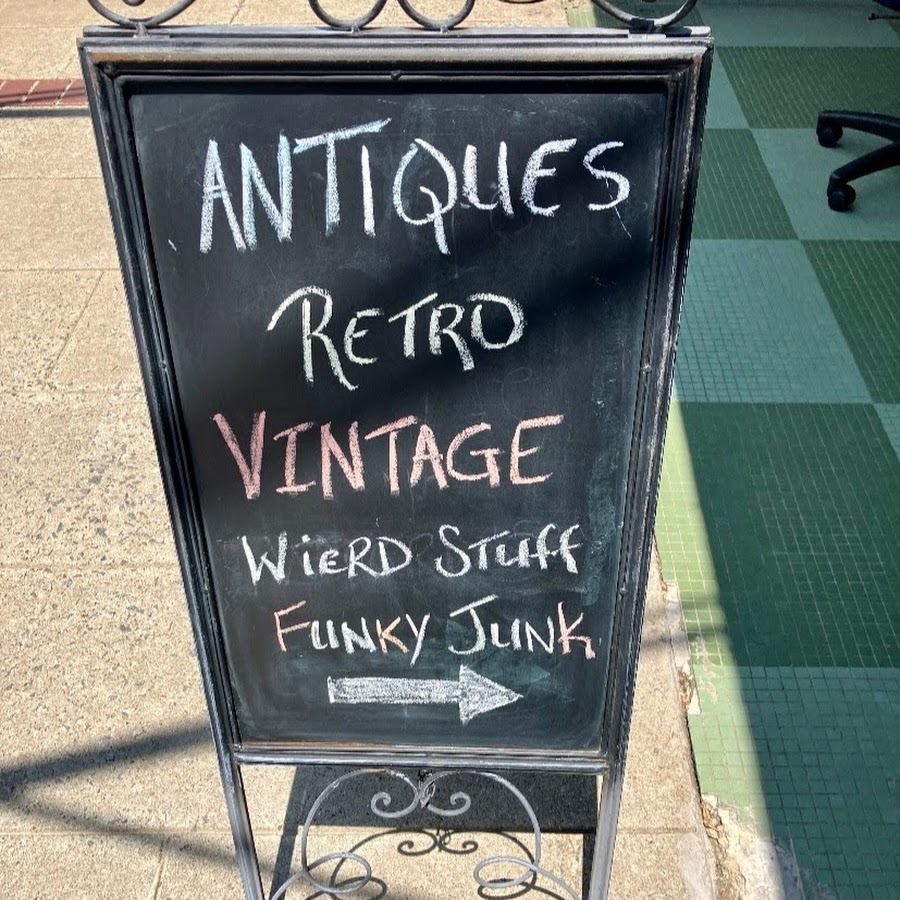 ANTIQUES
RETRO
VINTAGE
WIERD STUFF
FUNKY JUNK